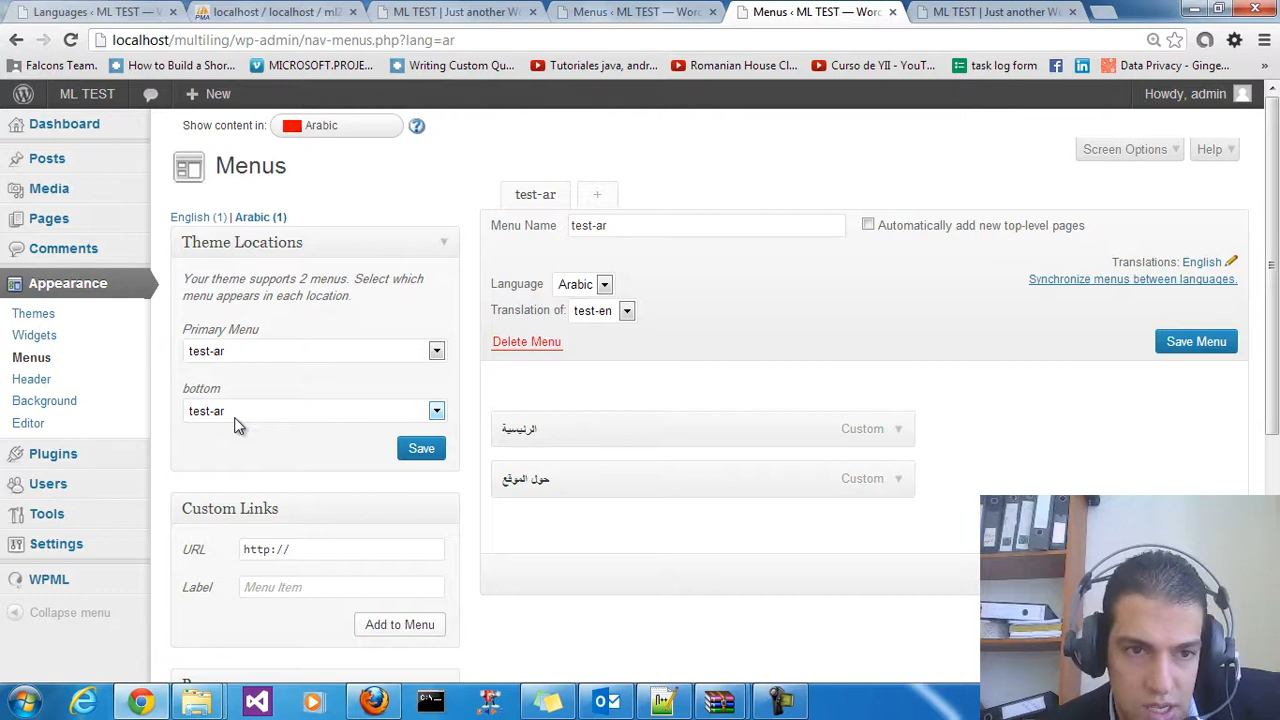 Languages ‹ ML TEST — W
localhost / localhost / ml2
ML TEST | Just another W
Menus ‹ ML TEST — Word
Menus ‹ ML TEST — Word
ML TEST | Just another Wo
localhost/multiling/wp-admin/nav-menus.php?lang=ar
Falcons Team.
How to Build a Shor...
MICROSOFT.PROJE...
Writing Custom Qu...
Tutoriales java, andr...
Romanian House Cl...
Curso de YII - YouT...
task log form
Data Privacy - Ginge...
»
ML TEST
+ New
Howdy, admin
Dashboard
Posts
Media
Pages
Comments
Appearance
Themes
Widgets
Menus
Header
Background
Editor
Plugins
Users
Tools
Settings
WPML
Collapse menu
Show content in:
Arabic
?
Screen Options
Help
Menus
English (1) | Arabic (1)
Theme Locations
Your theme supports 2 menus. Select which
menu appears in each location.
Primary Menu
test-ar
bottom
test-ar
Save
Custom Links
URL
http://
Label
Menu Item
Add to Menu
test-ar
+
Menu Name
test-ar
Automatically add new top-level pages
Translations: English
Synchronize menus between languages.
Language
Arabic
Translation of:
test-en
Delete Menu
Save Menu
الرئيسية
Custom
حول الموقع
Custom